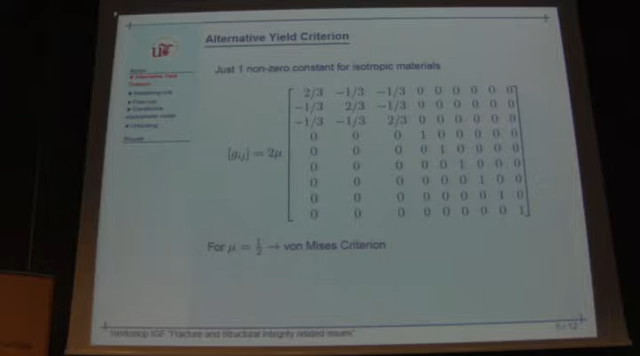 Alternative Yield Criterion
us
Alternative Yield
Criterion
Just 1 non-zero constant for isotropic materials
[g_{ij}] = 2μ
2/3 −1/3 −1/3 0 0 0 0 0 0
−1/3 2/3 −1/3 0 0 0 0 0 0
−1/3 −1/3 2/3 0 0 0 0 0 0
0 0 0 1 0 0 0 0 0
0 0 0 0 1 0 0 0 0
0 0 0 0 0 1 0 0 0
0 0 0 0 0 0 1 0 0
0 0 0 0 0 0 0 1 0
0 0 0 0 0 0 0 0 1
For μ = 1/2 → von Mises Criterion
Workshop IGF "Fracture and Structural Integrity related issues"